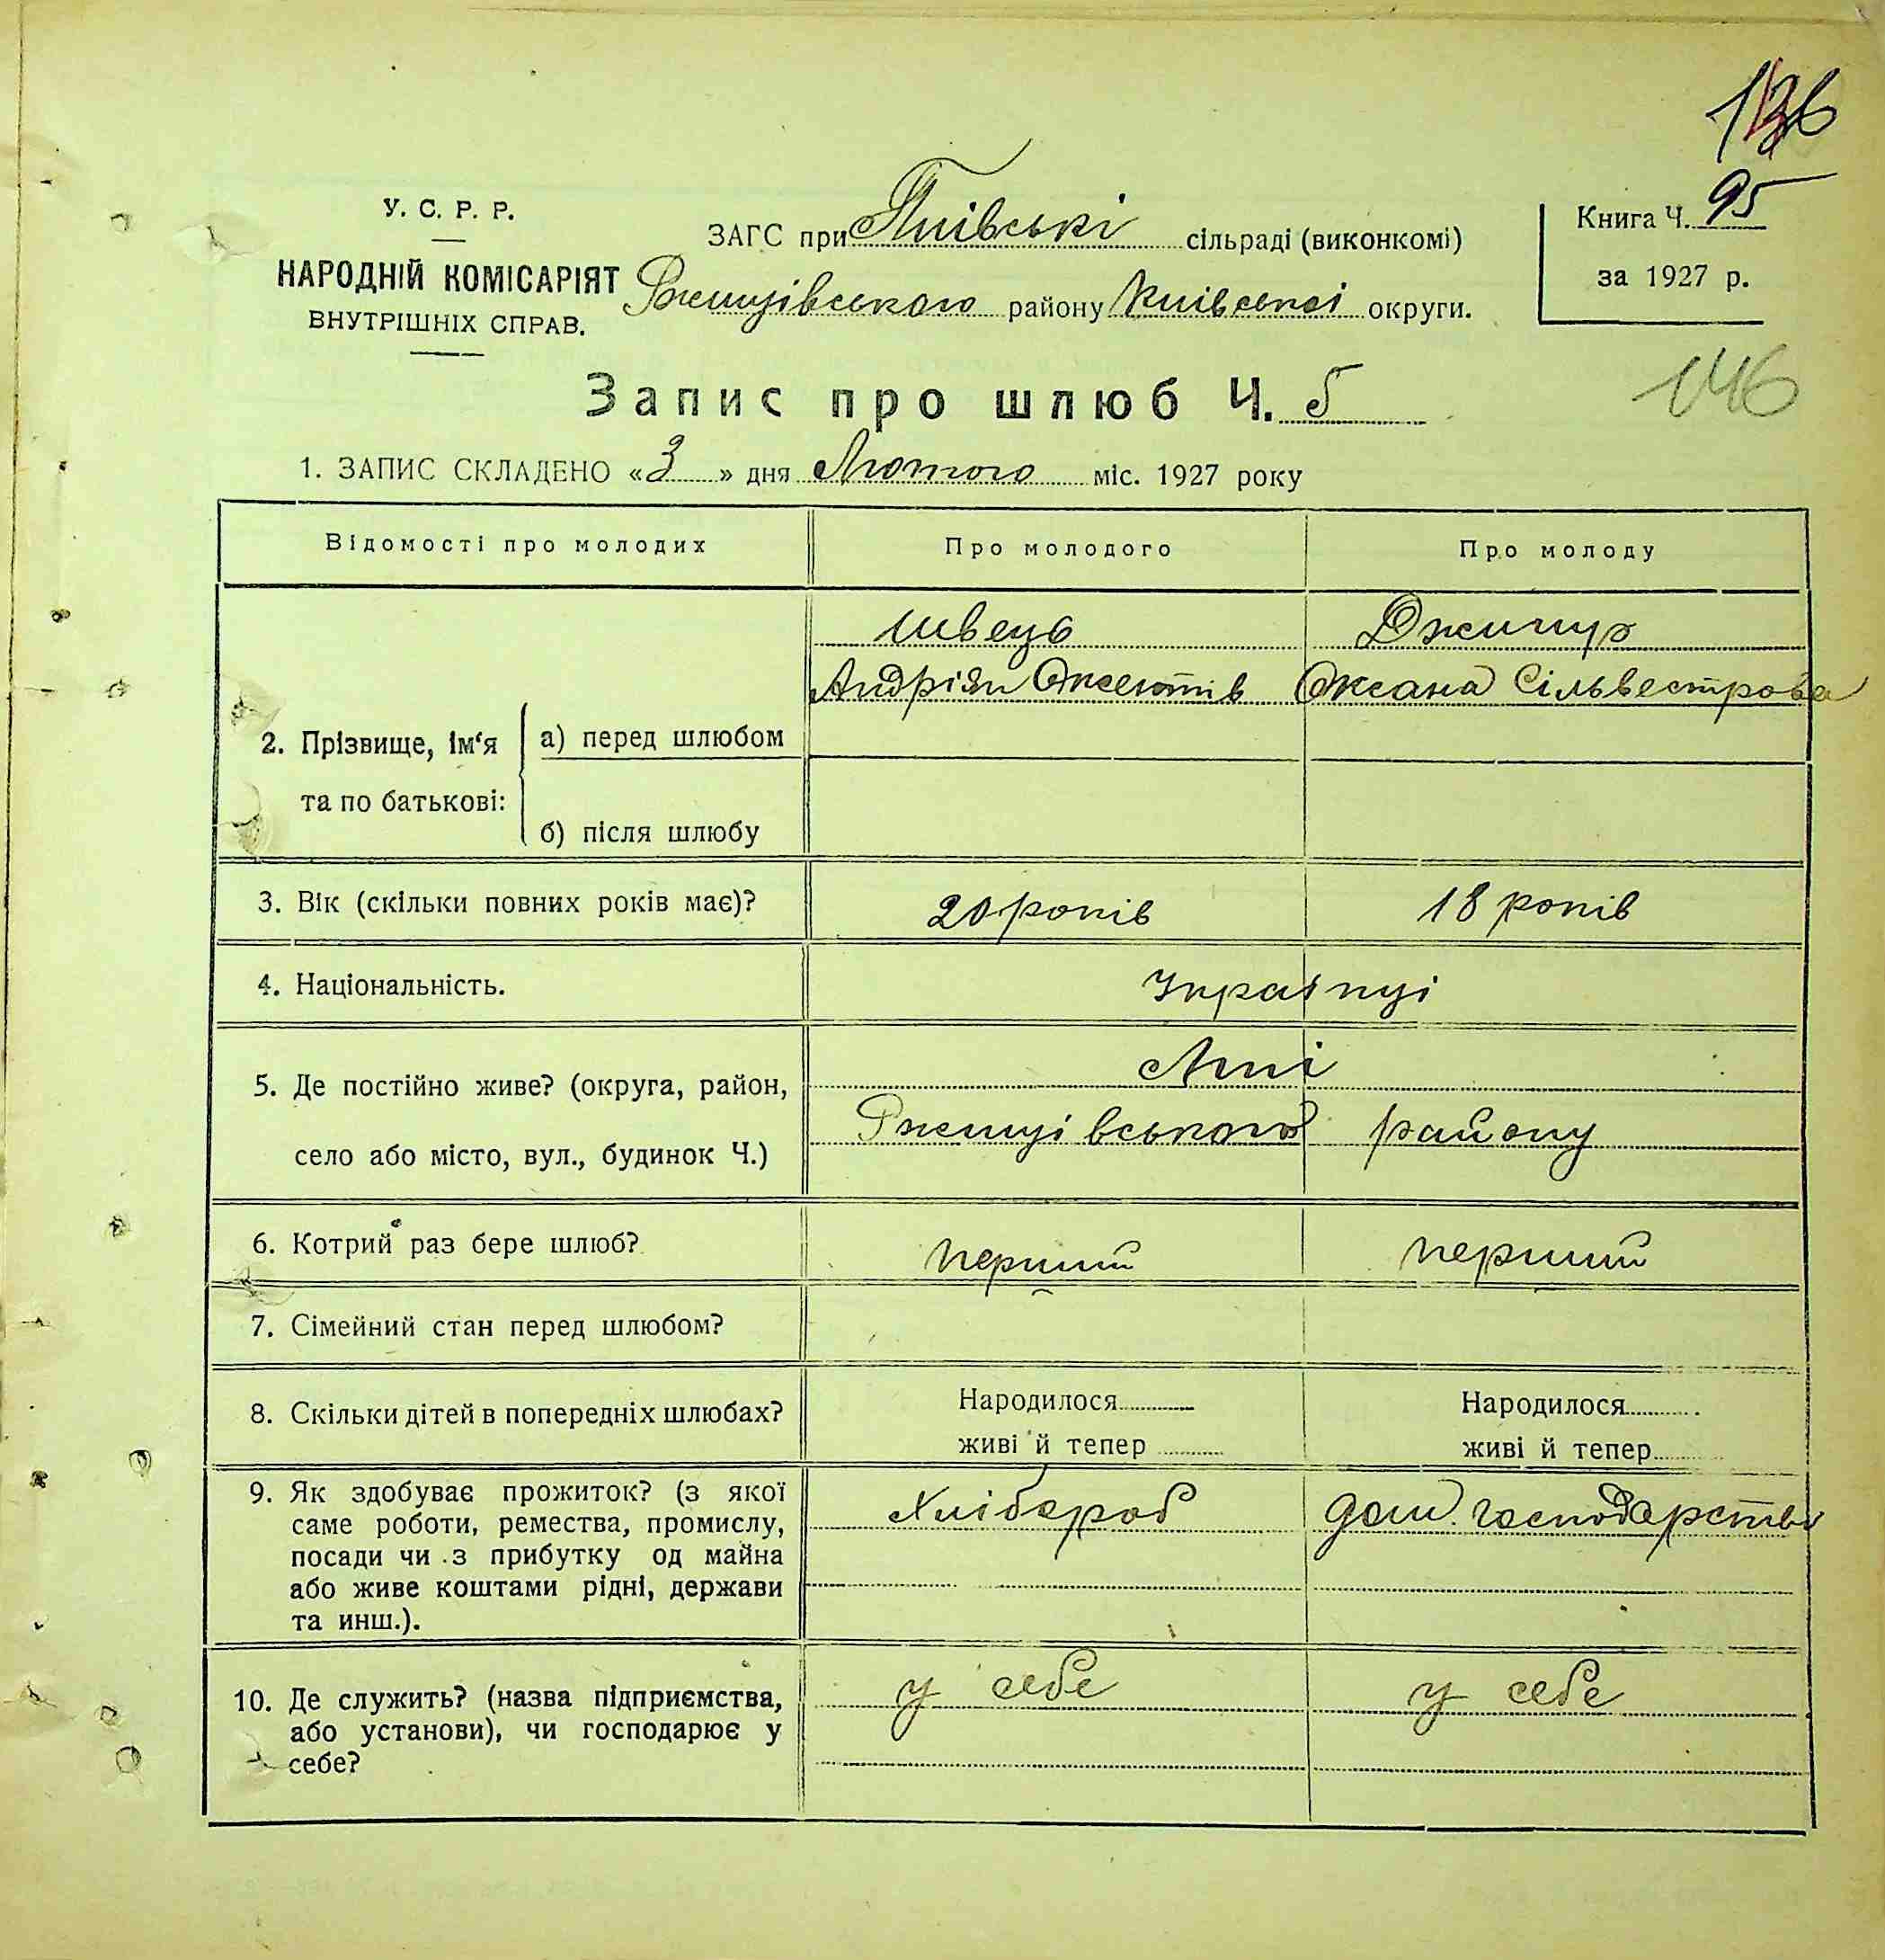 136
У. С. Р. Р.
НАРОДНІЙ КОМІСАРІЯТ
ВНУТРІШНІХ СПРАВ.
ЗАГС при сільраді (виконкомі)
Ржищівського району Київської округи.
Книга Ч. 95
за 1927 р.
146
Запис про шлюб Ч. 5
1. ЗАПИС СКЛАДЕНО «3» дня Лютого міс. 1927 року
Відомості про молодих
Про молодого
Про молоду
2. Прізвище, ім‘я та по батькові:
а) перед шлюбом
Швець
Андріян Оксентів
Джичур
Оксана Сільвестрова
б) після шлюбу
3. Вік (скільки повних років має)?
20 років
18 років
4. Національність.
Українці
5. Де постійно живе? (округа, район,
село або місто, вул., будинок Ч.)
Ржищівського району
6. Котрий раз бере шлюб?
перший
перший
7. Сімейний стан перед шлюбом?
8. Скільки дітей в попередніх шлюбах?
Народилося
живі й тепер
Народилося
живі й тепер
9. Як здобуває прожиток? (з якої
саме роботи, ремества, промислу,
посади чи з прибутку од майна
або живе коштами рідні, держави
та инш.).
Хлібороб
дом. господарство
10. Де служить? (назва підприємства,
або установи), чи господарює у
себе?
у себе
у себе